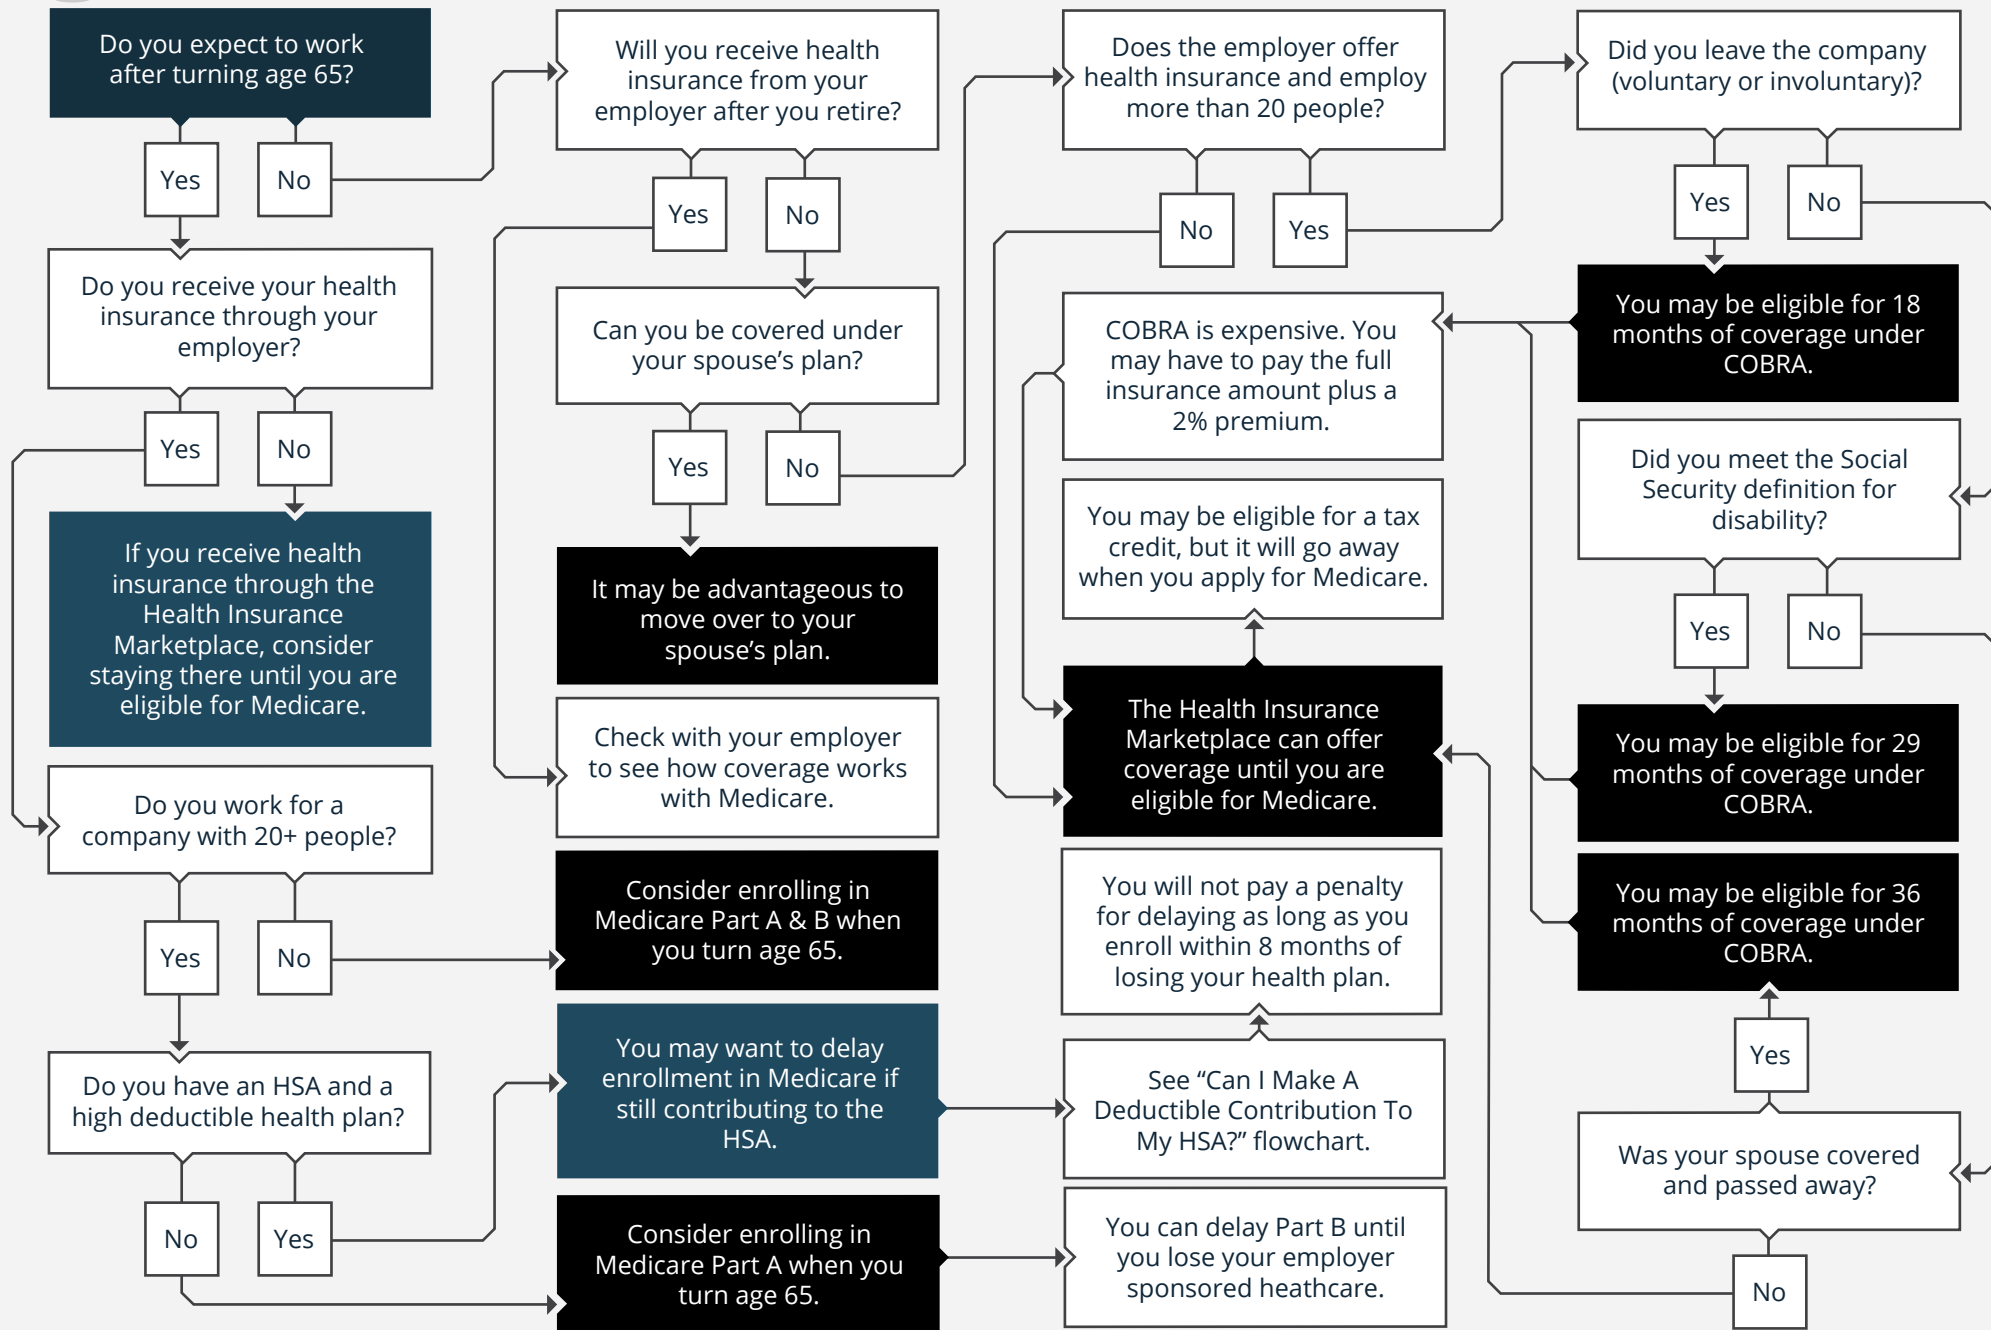 Do you expect to work
after turning age 65?
Yes
No
Do you receive your health
insurance through your
employer?
Yes
No
If you receive health
insurance through the
Health Insurance
Marketplace, consider
staying there until you are
eligible for Medicare.
Do you work for a
company with 20+ people?
Yes
No
Do you have an HSA and a
high deductible health plan?
No
Yes
Will you receive health
insurance from your
employer after you retire?
Yes
No
Can you be covered under
your spouse’s plan?
Yes
No
It may be advantageous to
move over to your
spouse’s plan.
Check with your employer
to see how coverage works
with Medicare.
Consider enrolling in
Medicare Part A & B when
you turn age 65.
You may want to delay
enrollment in Medicare if
still contributing to the
HSA.
Consider enrolling in
Medicare Part A when you
turn age 65.
Does the employer offer
health insurance and employ
more than 20 people?
No
Yes
COBRA is expensive. You
may have to pay the full
insurance amount plus a
2% premium.
You may be eligible for a tax
credit, but it will go away
when you apply for Medicare.
The Health Insurance
Marketplace can offer
coverage until you are
eligible for Medicare.
You will not pay a penalty
for delaying as long as you
enroll within 8 months of
losing your health plan.
See “Can I Make A
Deductible Contribution To
My HSA?” flowchart.
You can delay Part B until
you lose your employer
sponsored heathcare.
Did you leave the company
(voluntary or involuntary)?
Yes
No
You may be eligible for 18
months of coverage under
COBRA.
Did you meet the Social
Security definition for
disability?
Yes
No
You may be eligible for 29
months of coverage under
COBRA.
You may be eligible for 36
months of coverage under
COBRA.
Yes
Was your spouse covered
and passed away?
No